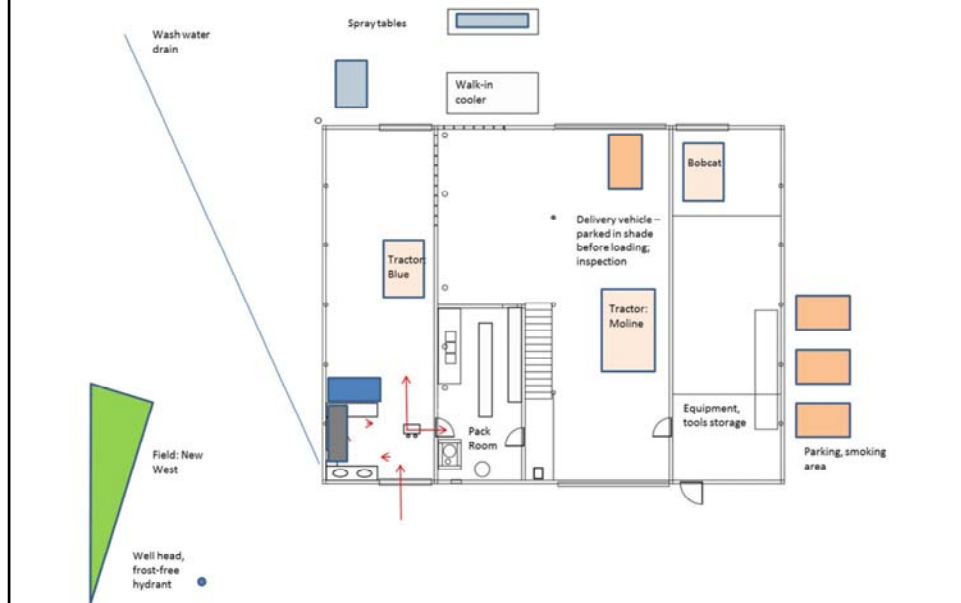 Spray tables
Wash water
drain
Walk-in
cooler
Bobcat
Delivery vehicle –
parked in shade
before loading;
inspection
Tractor:
Blue
Tractor:
Moline
Equipment,
tools storage
Pack
Room
Parking, smoking
area
Field: New
West
Well head,
frost-free
hydrant